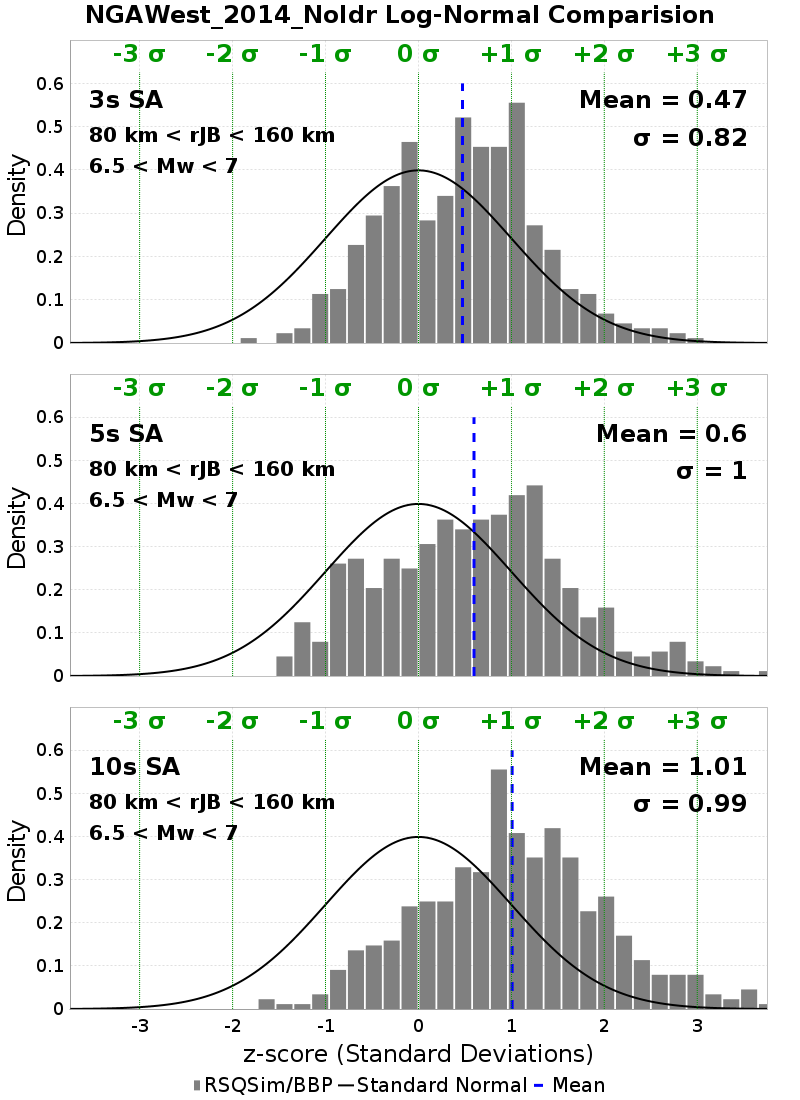 NGAWest_2014_NoIdr Log-Normal Comparision
-3 σ -2 σ -1 σ 0 σ +1 σ +2 σ +3 σ
3s SA
80 km < rJB < 160 km
6.5 < Mw < 7
Mean = 0.47
σ = 0.82
0.6
0.5
0.4
0.3
0.2
0.1
0
Density
-3 σ -2 σ -1 σ 0 σ +1 σ +2 σ +3 σ
5s SA
80 km < rJB < 160 km
6.5 < Mw < 7
Mean = 0.6
σ = 1
0.6
0.5
0.4
0.3
0.2
0.1
0
Density
-3 σ -2 σ -1 σ 0 σ +1 σ +2 σ +3 σ
10s SA
80 km < rJB < 160 km
6.5 < Mw < 7
Mean = 1.01
σ = 0.99
0.6
0.5
0.4
0.3
0.2
0.1
0
Density
-3 -2 -1 0 1 2 3
z-score (Standard Deviations)
RSQSim/BBP Standard Normal Mean